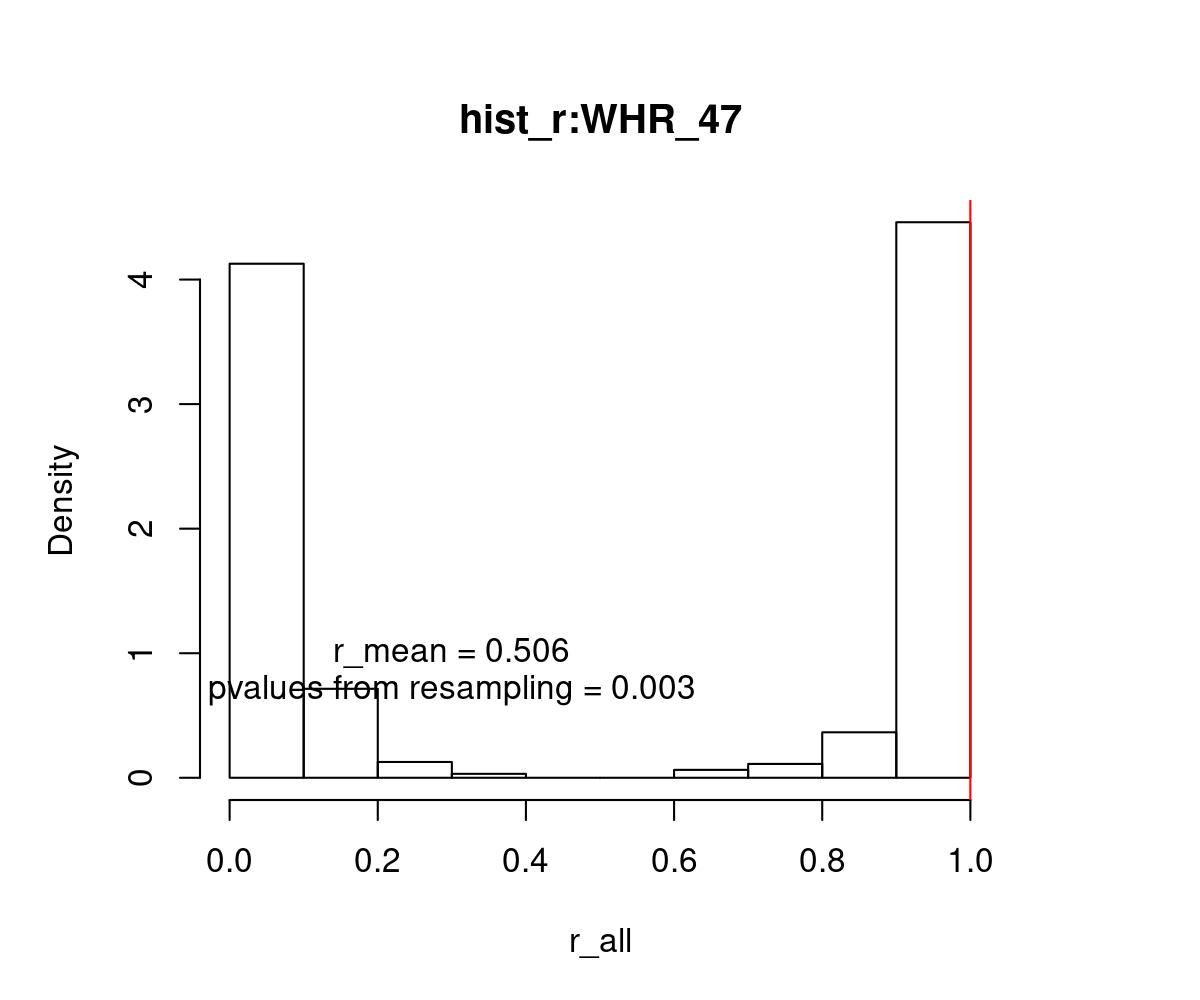 hist_r:WHR_47
4
3
2
1
0
Density
r_mean = 0.506
pvalues from resampling = 0.003
0.0 0.2 0.4 0.6 0.8 1.0
r_all